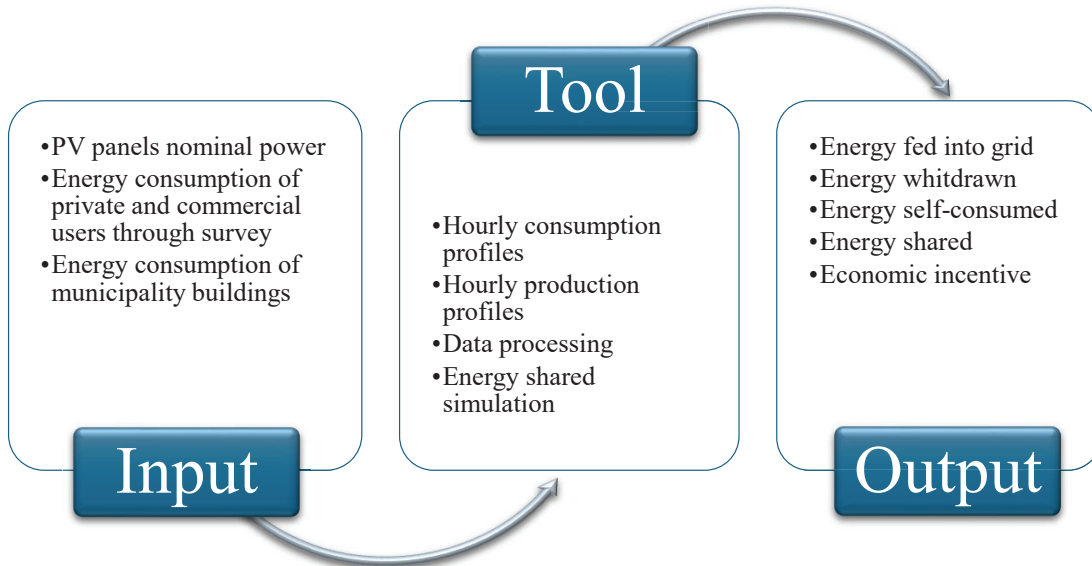 •PV panels nominal power
•Energy consumption of
private and commercial
users through survey
•Energy consumption of
municipality buildings
Input
Tool
•Hourly consumption
profiles
•Hourly production
profiles
•Data processing
•Energy shared
simulation
•Energy fed into grid
•Energy whitdrawn
•Energy self-consumed
•Energy shared
•Economic incentive
Output